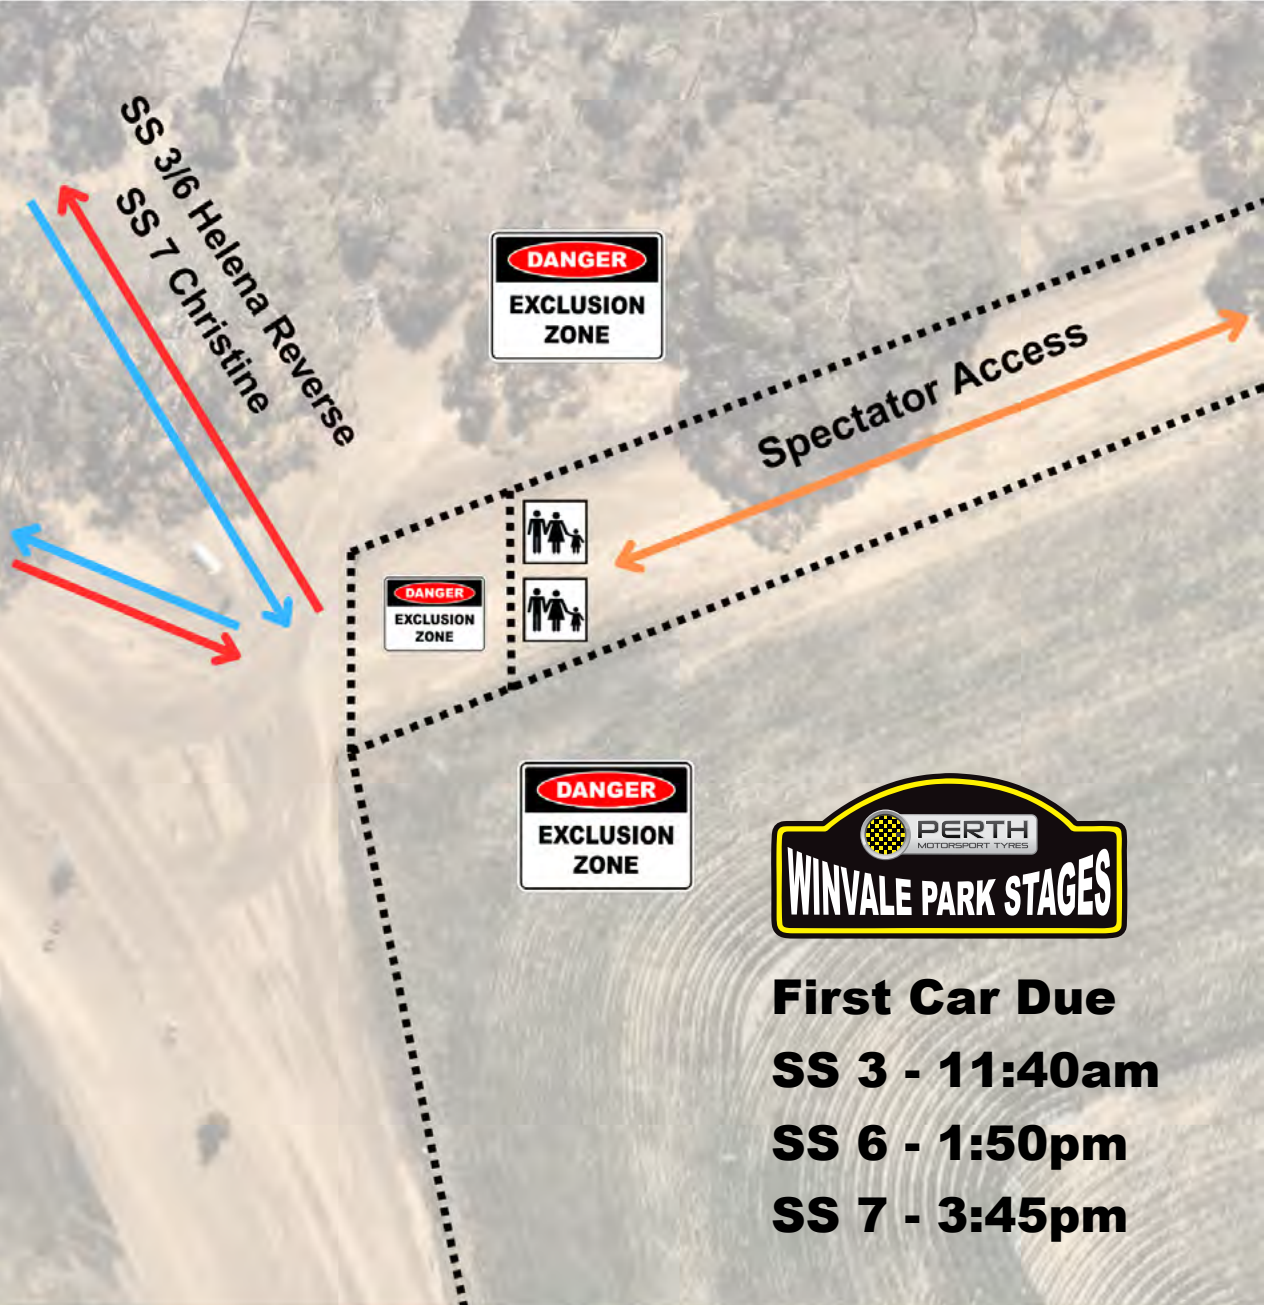 SS 3/6 Helena Reverse
SS 7 Christine
DANGER
EXCLUSION
ZONE
Spectator Access
DANGER
EXCLUSION
ZONE
DANGER
EXCLUSION
ZONE
PERTH
MOTORSPORT TYRES
WINVALE PARK STAGES
First Car Due
SS 3 - 11:40am
SS 6 - 1:50pm
SS 7 - 3:45pm